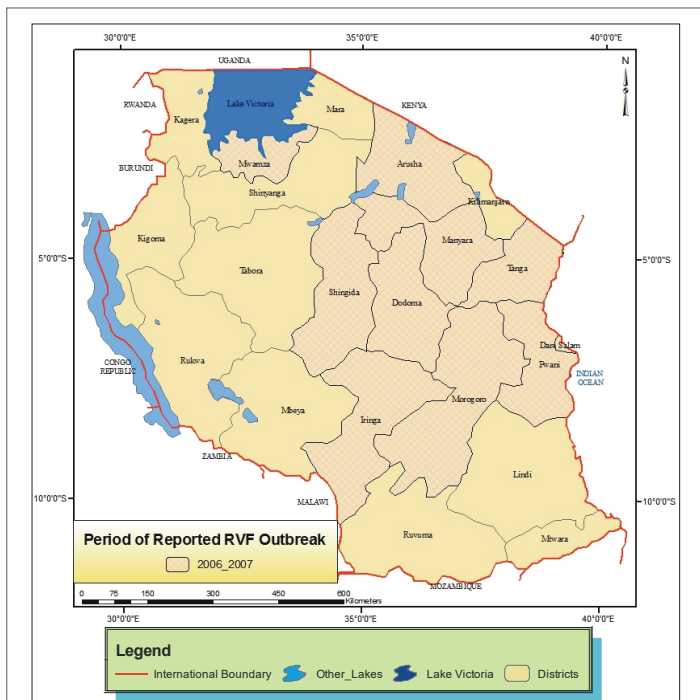 30°0'0"E
35°0'0"E
40°0'0"E
UGANDA
N
RWANDA
Lake Victoria
Mara
KENYA
Kagera
BURUNDI
Mwamza
Arusha
Shinyanga
Kilimanjaro
Kigoma
Manyara
5°0'0"S
Tabora
Tanga
5°0'0"S
Shingida
Dodoma
CONGO
REPUBLIC
Rukwa
Dar Salam
Pwani
INDIAN
OCEAN
Mbeya
Morogoro
Iringa
ZAMBIA
Lindi
10°0'0"S
MALAWI
10°0'0"S
Ruvuma
Mtwara
MOZAMBIQUE
Period of Reported RVF Outbreak
2006_2007
0 75 150 300 450 600
Kilometers
30°0'0"E
35°0'0"E
40°0'0"E
Legend
International Boundary
Other_Lakes
Lake Victoria
Districts